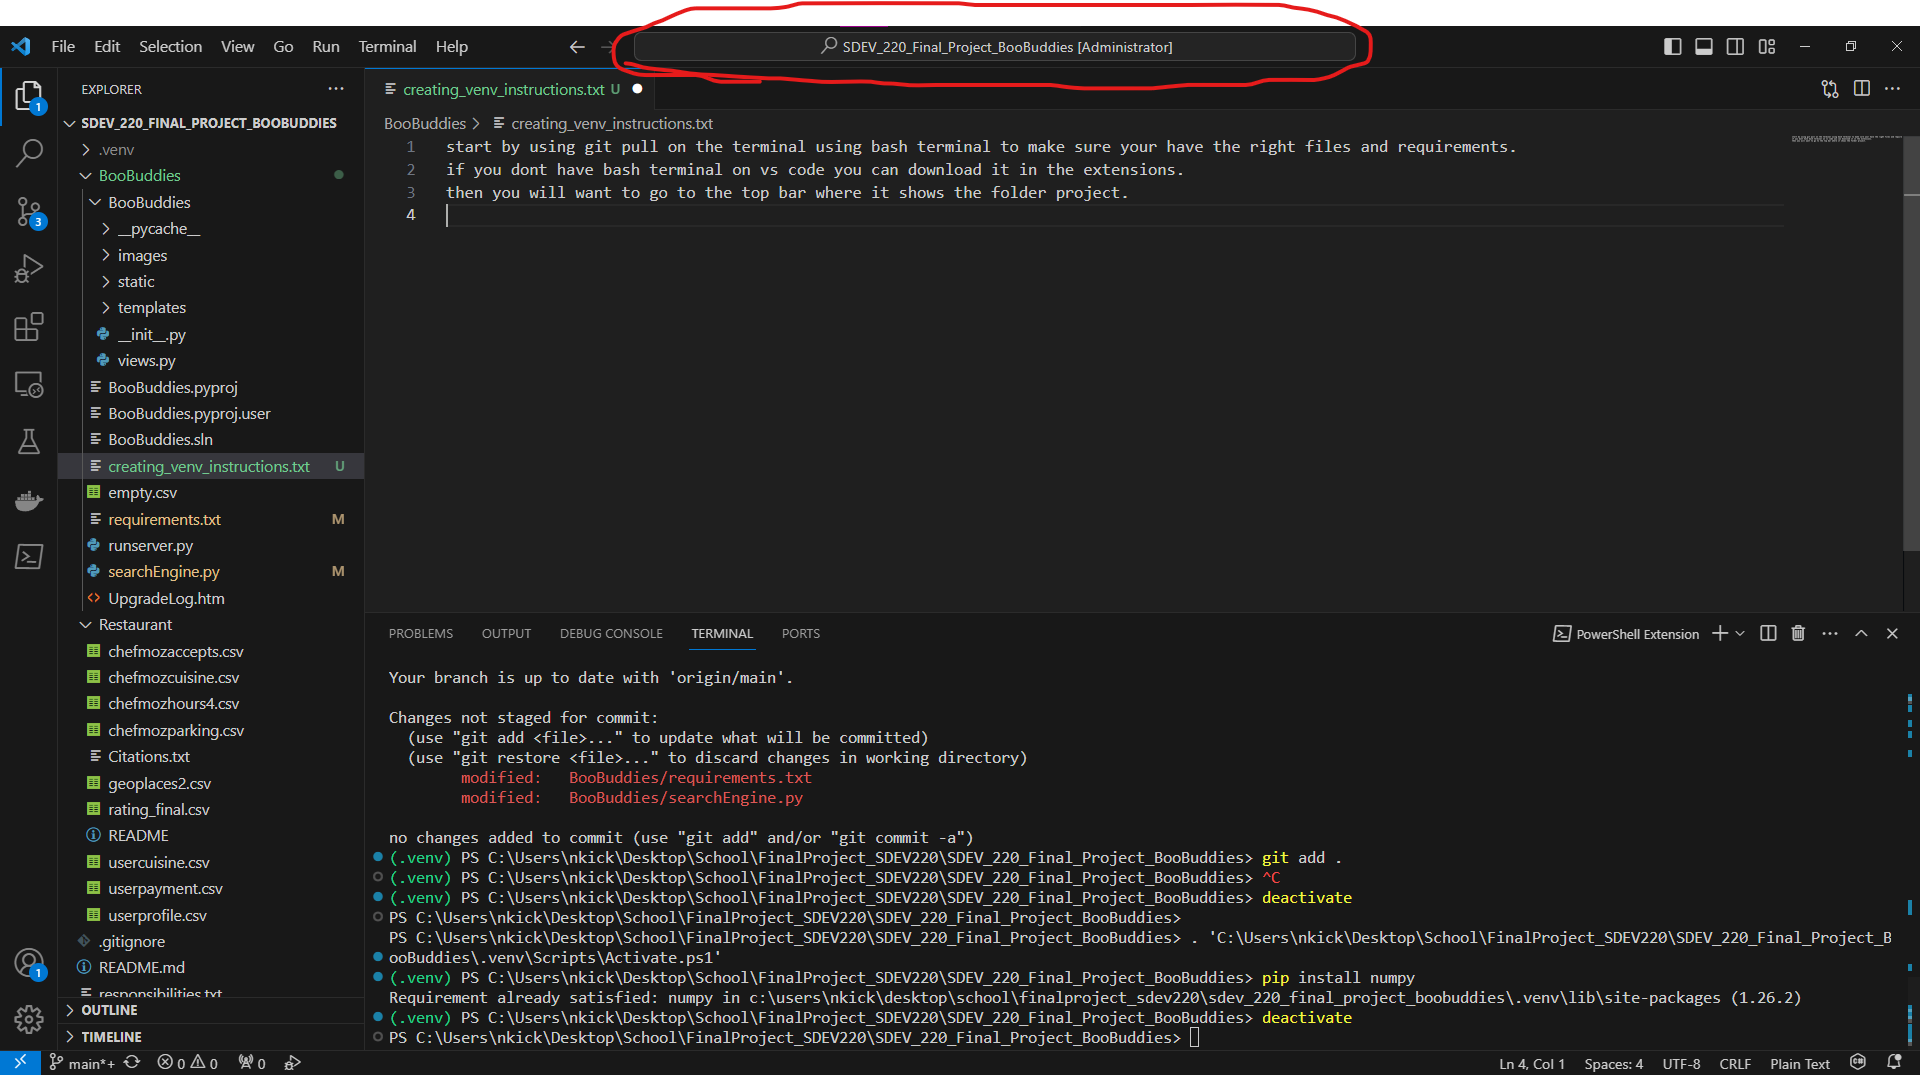 File Edit Selection View Go Run Terminal Help
SDEV_220_Final_Project_BooBuddies [Administrator]
EXPLORER
SDEV_220_FINAL_PROJECT_BOOBUDDIES
.venv
BooBuddies
BooBuddies
__pycache__
images
static
templates
__init__.py
views.py
BooBuddies.pyproj
BooBuddies.pyproj.user
BooBuddies.sln
creating_venv_instructions.txt U
empty.csv
requirements.txt M
runserver.py
searchEngine.py M
UpgradeLog.htm
Restaurant
chefmozaccepts.csv
chefmozcuisine.csv
chefmozhours4.csv
chefmozparking.csv
Citations.txt
geoplaces2.csv
rating_final.csv
README
usercuisine.csv
userpayment.csv
userprofile.csv
.gitignore
README.md
responsibilities.txt
OUTLINE
TIMELINE
1
3
1
creating_venv_instructions.txt U
BooBuddies > creating_venv_instructions.txt
1 start by using git pull on the terminal using bash terminal to make sure your have the right files and requirements.
2 if you dont have bash terminal on vs code you can download it in the extensions.
3 then you will want to go to the top bar where it shows the folder project.
4
PROBLEMS OUTPUT DEBUG CONSOLE TERMINAL PORTS
PowerShell Extension
Your branch is up to date with 'origin/main'.
Changes not staged for commit:
(use "git add <file>..." to update what will be committed)
(use "git restore <file>..." to discard changes in working directory)
modified: BooBuddies/requirements.txt
modified: BooBuddies/searchEngine.py
no changes added to commit (use "git add" and/or "git commit -a")
(.venv) PS C:\Users\nkick\Desktop\School\FinalProject_SDEV220\SDEV_220_Final_Project_BooBuddies> git add .
(.venv) PS C:\Users\nkick\Desktop\School\FinalProject_SDEV220\SDEV_220_Final_Project_BooBuddies> ^C
(.venv) PS C:\Users\nkick\Desktop\School\FinalProject_SDEV220\SDEV_220_Final_Project_BooBuddies> deactivate
PS C:\Users\nkick\Desktop\School\FinalProject_SDEV220\SDEV_220_Final_Project_BooBuddies>
PS C:\Users\nkick\Desktop\School\FinalProject_SDEV220\SDEV_220_Final_Project_BooBuddies> . 'C:\Users\nkick\Desktop\School\FinalProject_SDEV220\SDEV_220_Final_Project_B
ooBuddies\.venv\Scripts\Activate.ps1'
(.venv) PS C:\Users\nkick\Desktop\School\FinalProject_SDEV220\SDEV_220_Final_Project_BooBuddies> pip install numpy
Requirement already satisfied: numpy in c:\users\nkick\desktop\school\finalproject_sdev220\sdev_220_final_project_boobuddies\.venv\lib\site-packages (1.26.2)
(.venv) PS C:\Users\nkick\Desktop\School\FinalProject_SDEV220\SDEV_220_Final_Project_BooBuddies> deactivate
PS C:\Users\nkick\Desktop\School\FinalProject_SDEV220\SDEV_220_Final_Project_BooBuddies>
main*+ 0 0 0
Ln 4, Col 1 Spaces: 4 UTF-8 CRLF Plain Text